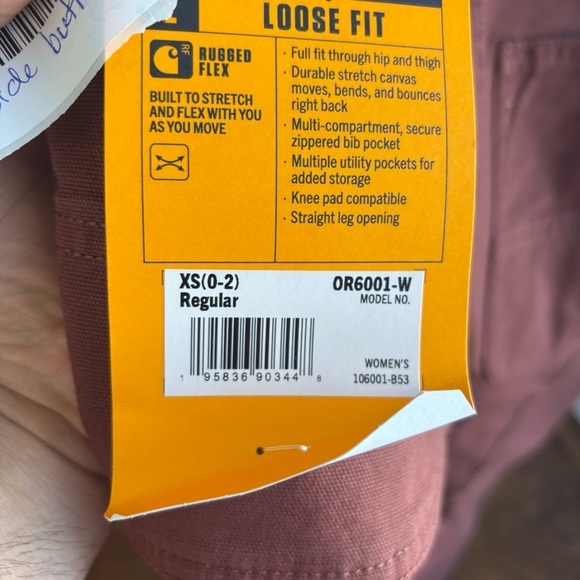 LOOSE FIT
RUGGED
FLEX
RF
BUILT TO STRETCH
AND FLEX WITH YOU
AS YOU MOVE
· Full fit through hip and thigh
· Durable stretch canvas
moves, bends, and bounces
right back
· Multi-compartment, secure
zippered bib pocket
· Multiple utility pockets for
added storage
· Knee pad compatible
· Straight leg opening
XS(0-2)
Regular
OR6001-W
MODEL NO.
1 95836 90344 8
WOMEN'S
106001-B53